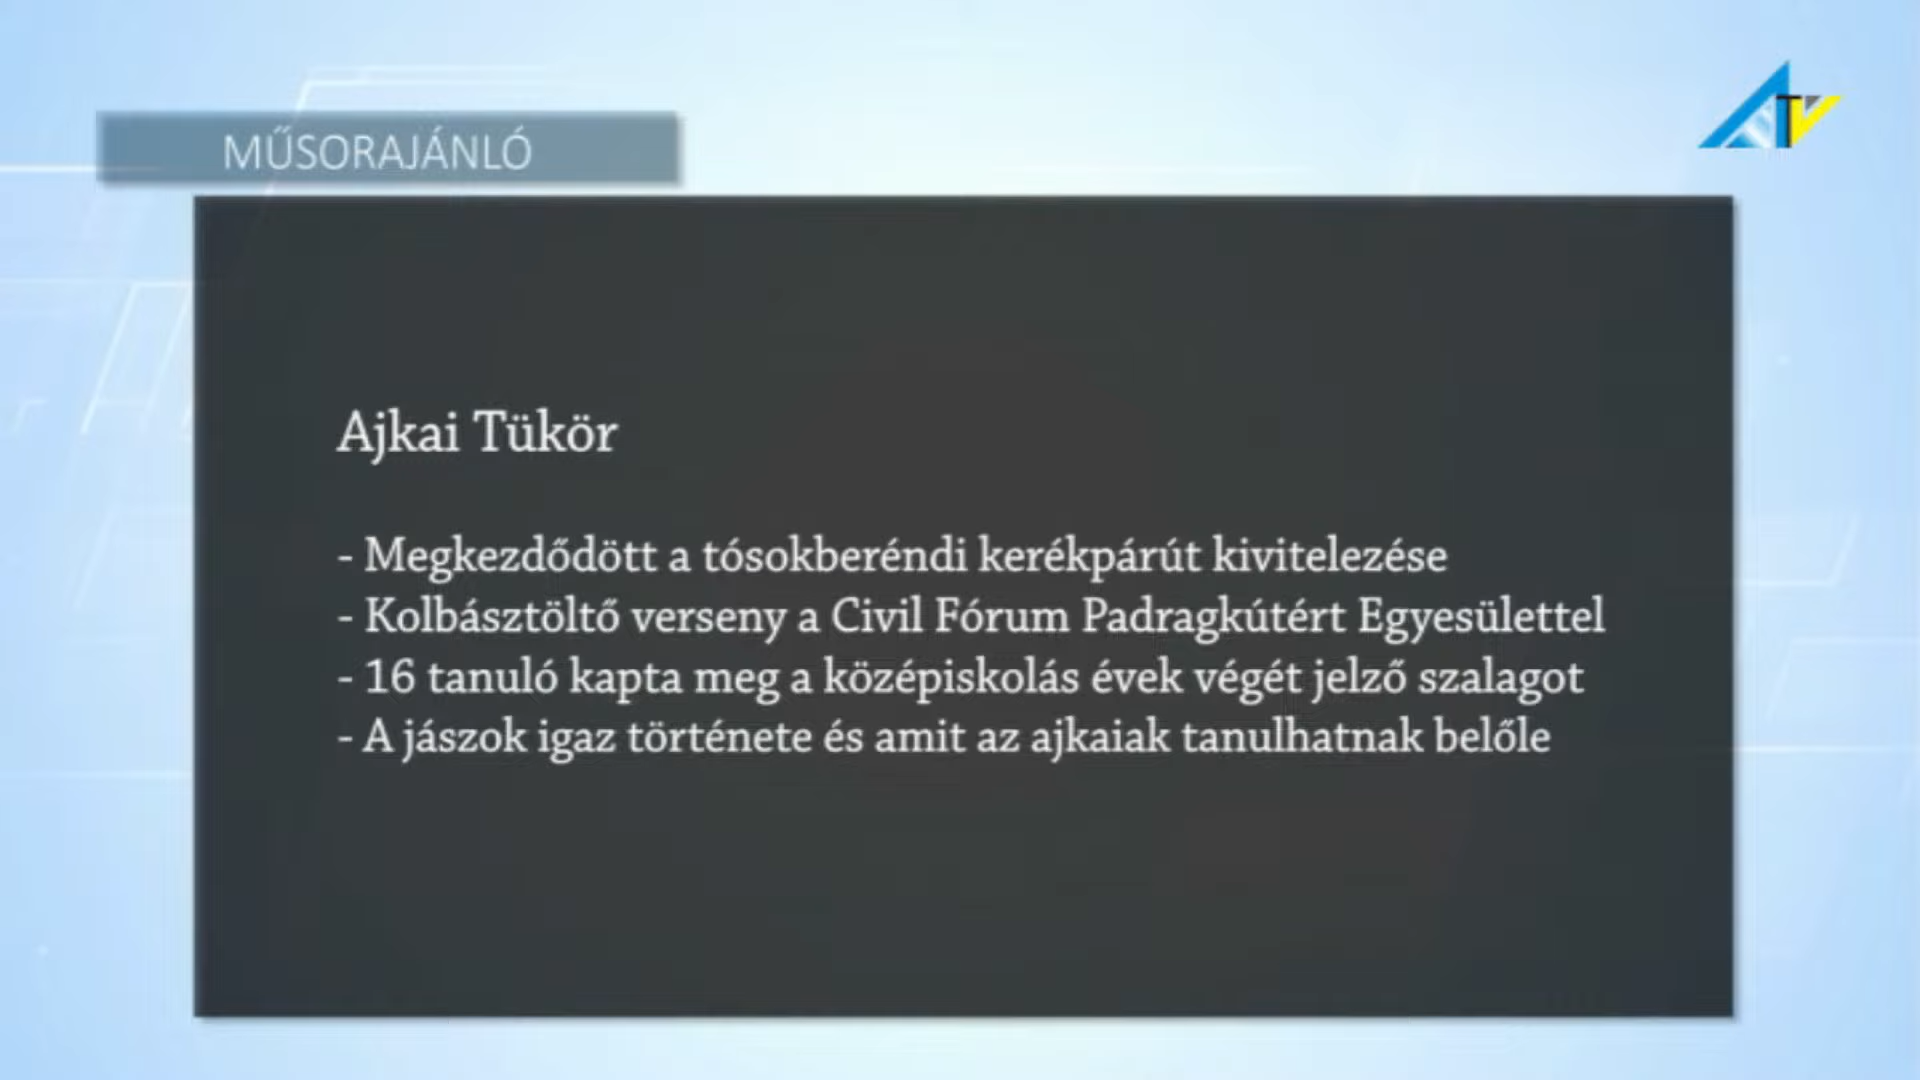 MŰSORAJÁNLÓ
ATV
Ajkai Tükör
- Megkezdődött a tósokberéndi kerékpárút kivitelezése
- Kolbásztöltő verseny a Civil Fórum Padragkútért Egyesülettel
- 16 tanuló kapta meg a középiskolás évek végét jelző szalagot
- A jászok igaz története és amit az ajkaiak tanulhatnak belőle